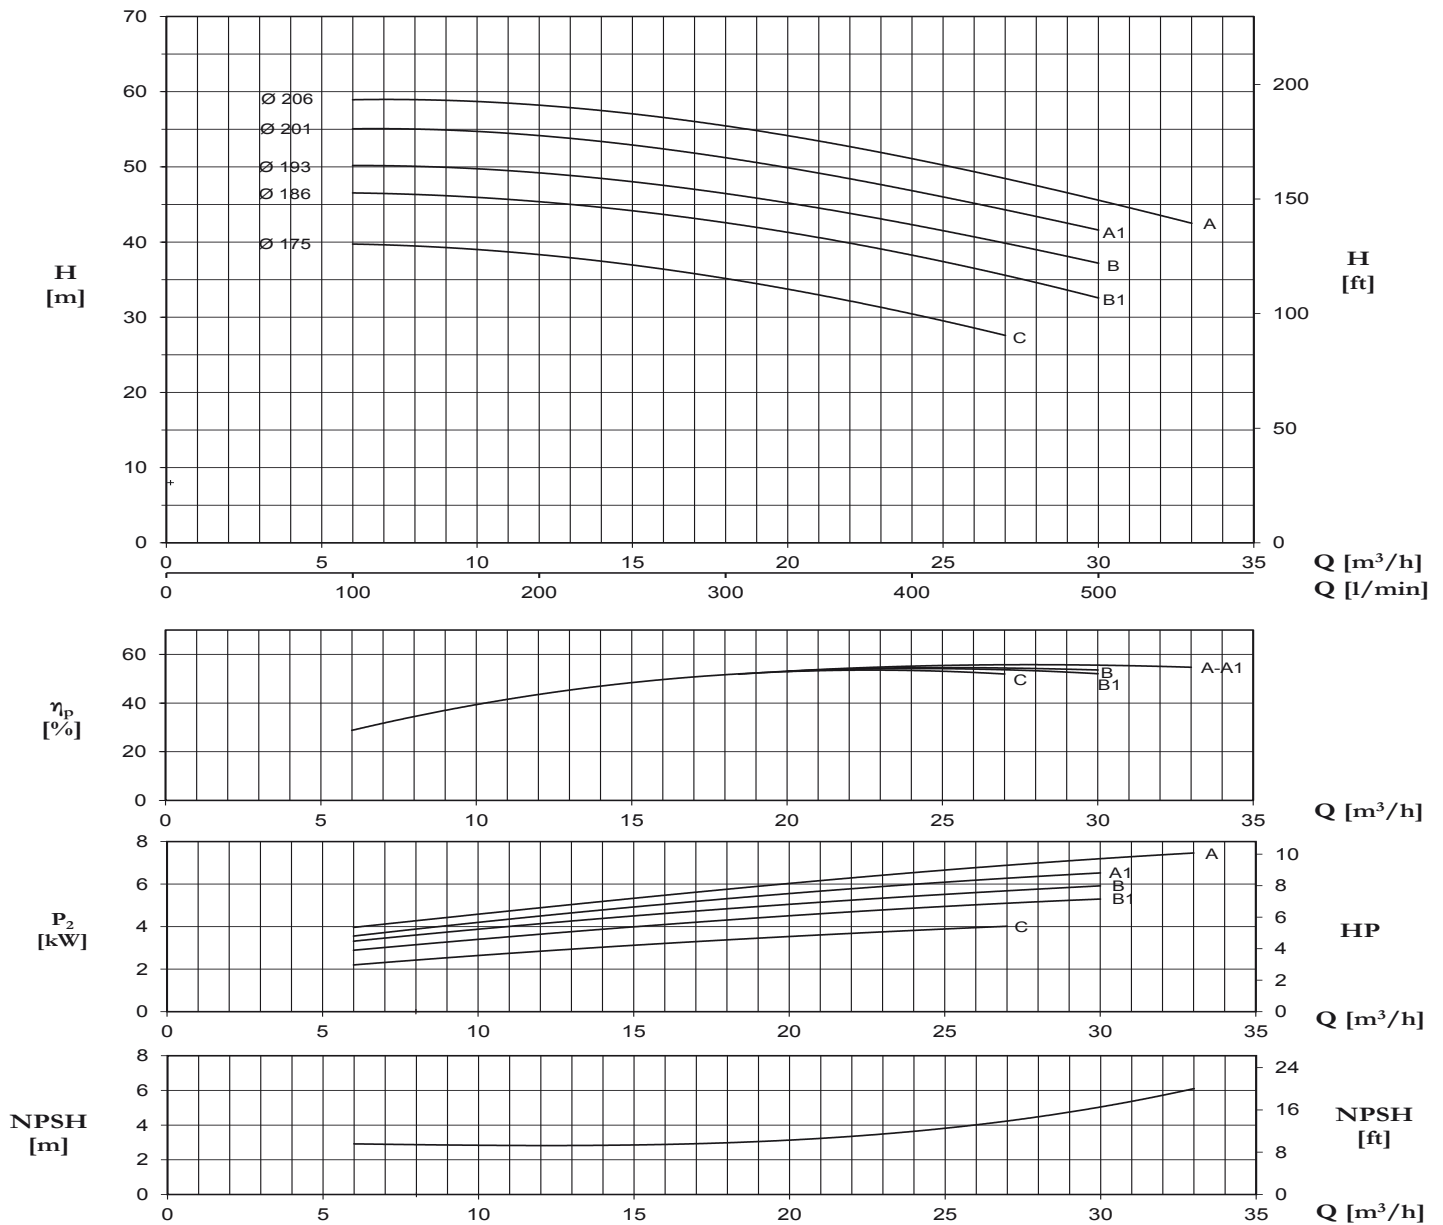 70
60
50
40
30
20
10
0
H
[m]
Ø 206
Ø 201
Ø 193
Ø 186
Ø 175
A
A1
B
B1
C
200
150
100
50
0
H
[ft]
0 5 10 15 20 25 30 35 Q [m³/h]
0 100 200 300 400 500 Q [l/min]
60
40
20
0
ηp
[%]
A-A1
B
B1
C
0 5 10 15 20 25 30 35 Q [m³/h]
8
6
4
2
0
P2
[kW]
A
A1
B
B1
C
10
8
6
4
2
0
HP
0 5 10 15 20 25 30 35 Q [m³/h]
8
6
4
2
0
NPSH
[m]
24
16
8
0
NPSH
[ft]
0 5 10 15 20 25 30 35 Q [m³/h]